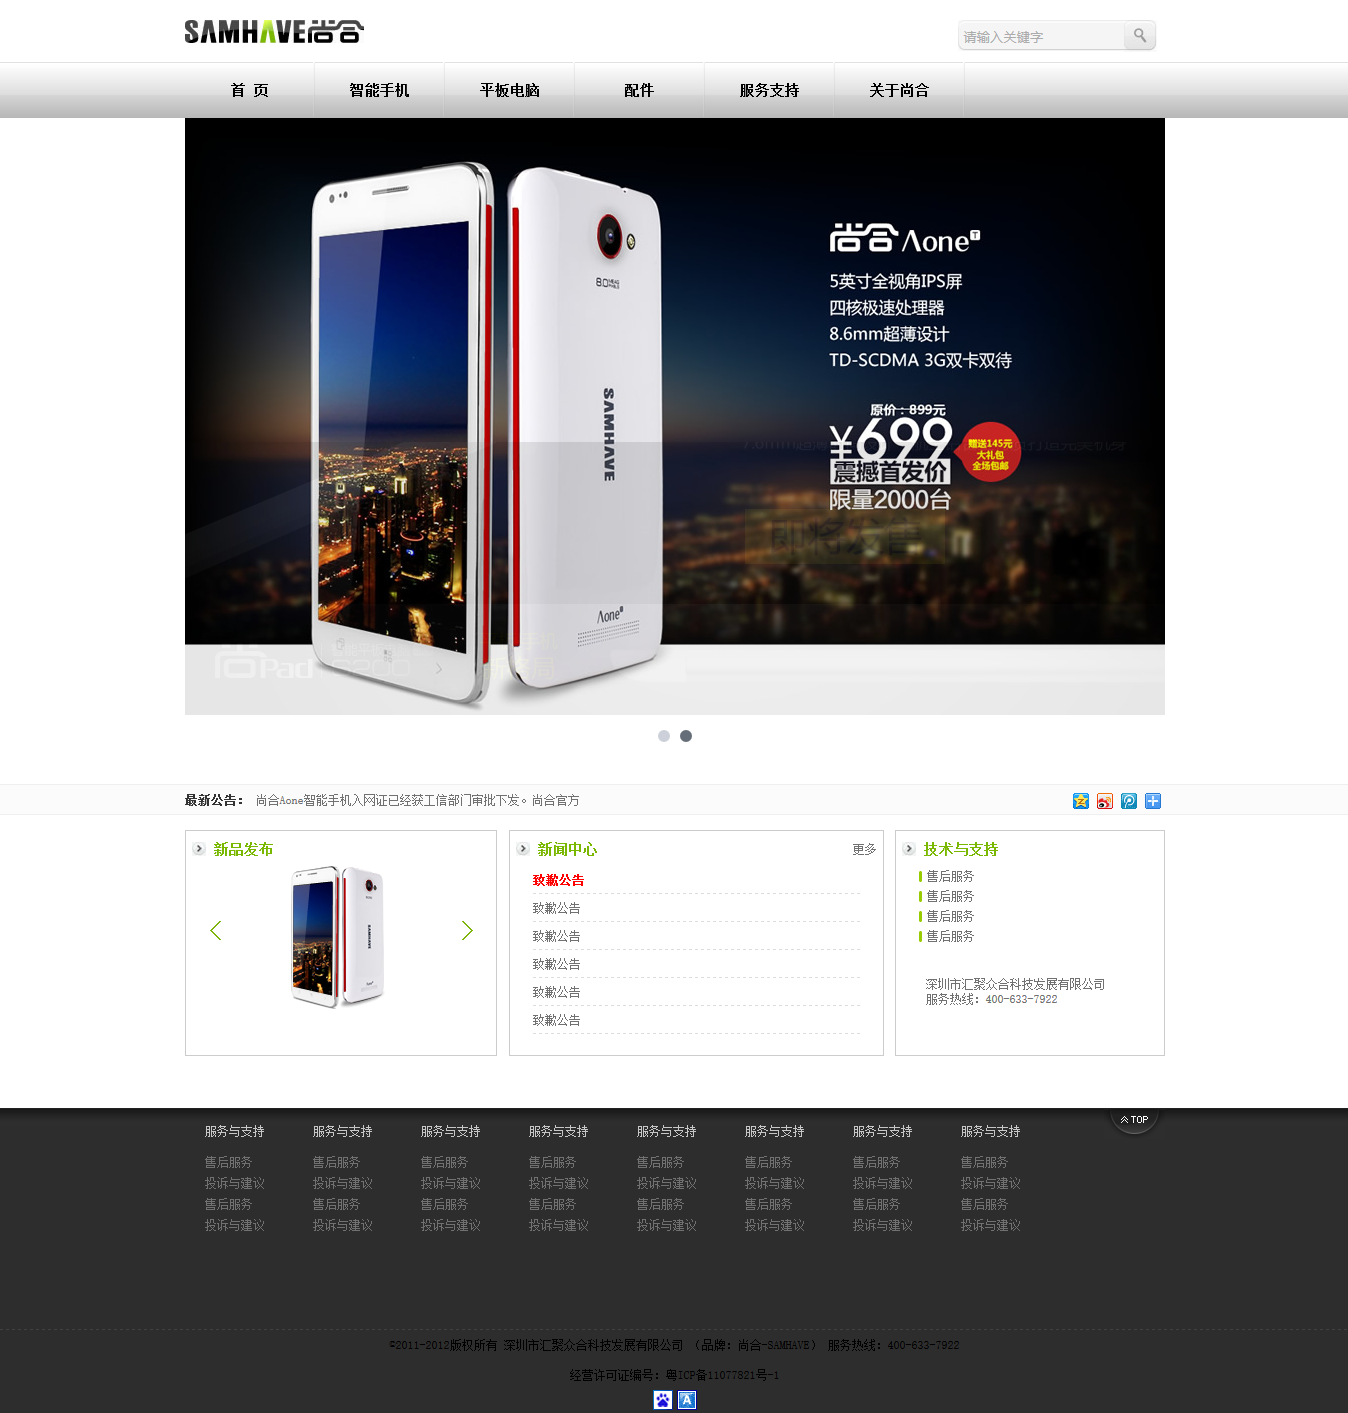 SAMHAVE尚合
请输入关键字
首 页 智能手机 平板电脑 配件 服务支持 关于尚合
尚合 Aone T
5英寸全视角IPS屏
四核极速处理器
8.6mm超薄设计
TD-SCDMA 3G双卡双待
原价：899元
¥699
震撼首发价
限量2000台
赠送145元
大礼包
全场包邮
8.0 MEGA PIXELS
SAMHAVE
Aone
即将发售
尚合Pad
最新公告： 尚合Aone智能手机入网证已经获工信部门审批下发。尚合官方
新品发布
新闻中心 更多
致歉公告
致歉公告
致歉公告
致歉公告
致歉公告
致歉公告
技术与支持
售后服务
售后服务
售后服务
售后服务
深圳市汇聚众合科技发展有限公司
服务热线：400-633-7922
TOP
服务与支持 服务与支持 服务与支持 服务与支持 服务与支持 服务与支持 服务与支持 服务与支持
售后服务 售后服务 售后服务 售后服务 售后服务 售后服务 售后服务 售后服务
投诉与建议 投诉与建议 投诉与建议 投诉与建议 投诉与建议 投诉与建议 投诉与建议 投诉与建议
售后服务 售后服务 售后服务 售后服务 售后服务 售后服务 售后服务 售后服务
投诉与建议 投诉与建议 投诉与建议 投诉与建议 投诉与建议 投诉与建议 投诉与建议 投诉与建议
©2011-2012版权所有 深圳市汇聚众合科技发展有限公司 （品牌：尚合-SAMHAVE） 服务热线：400-633-7922
经营许可证编号：粤ICP备11077821号-1